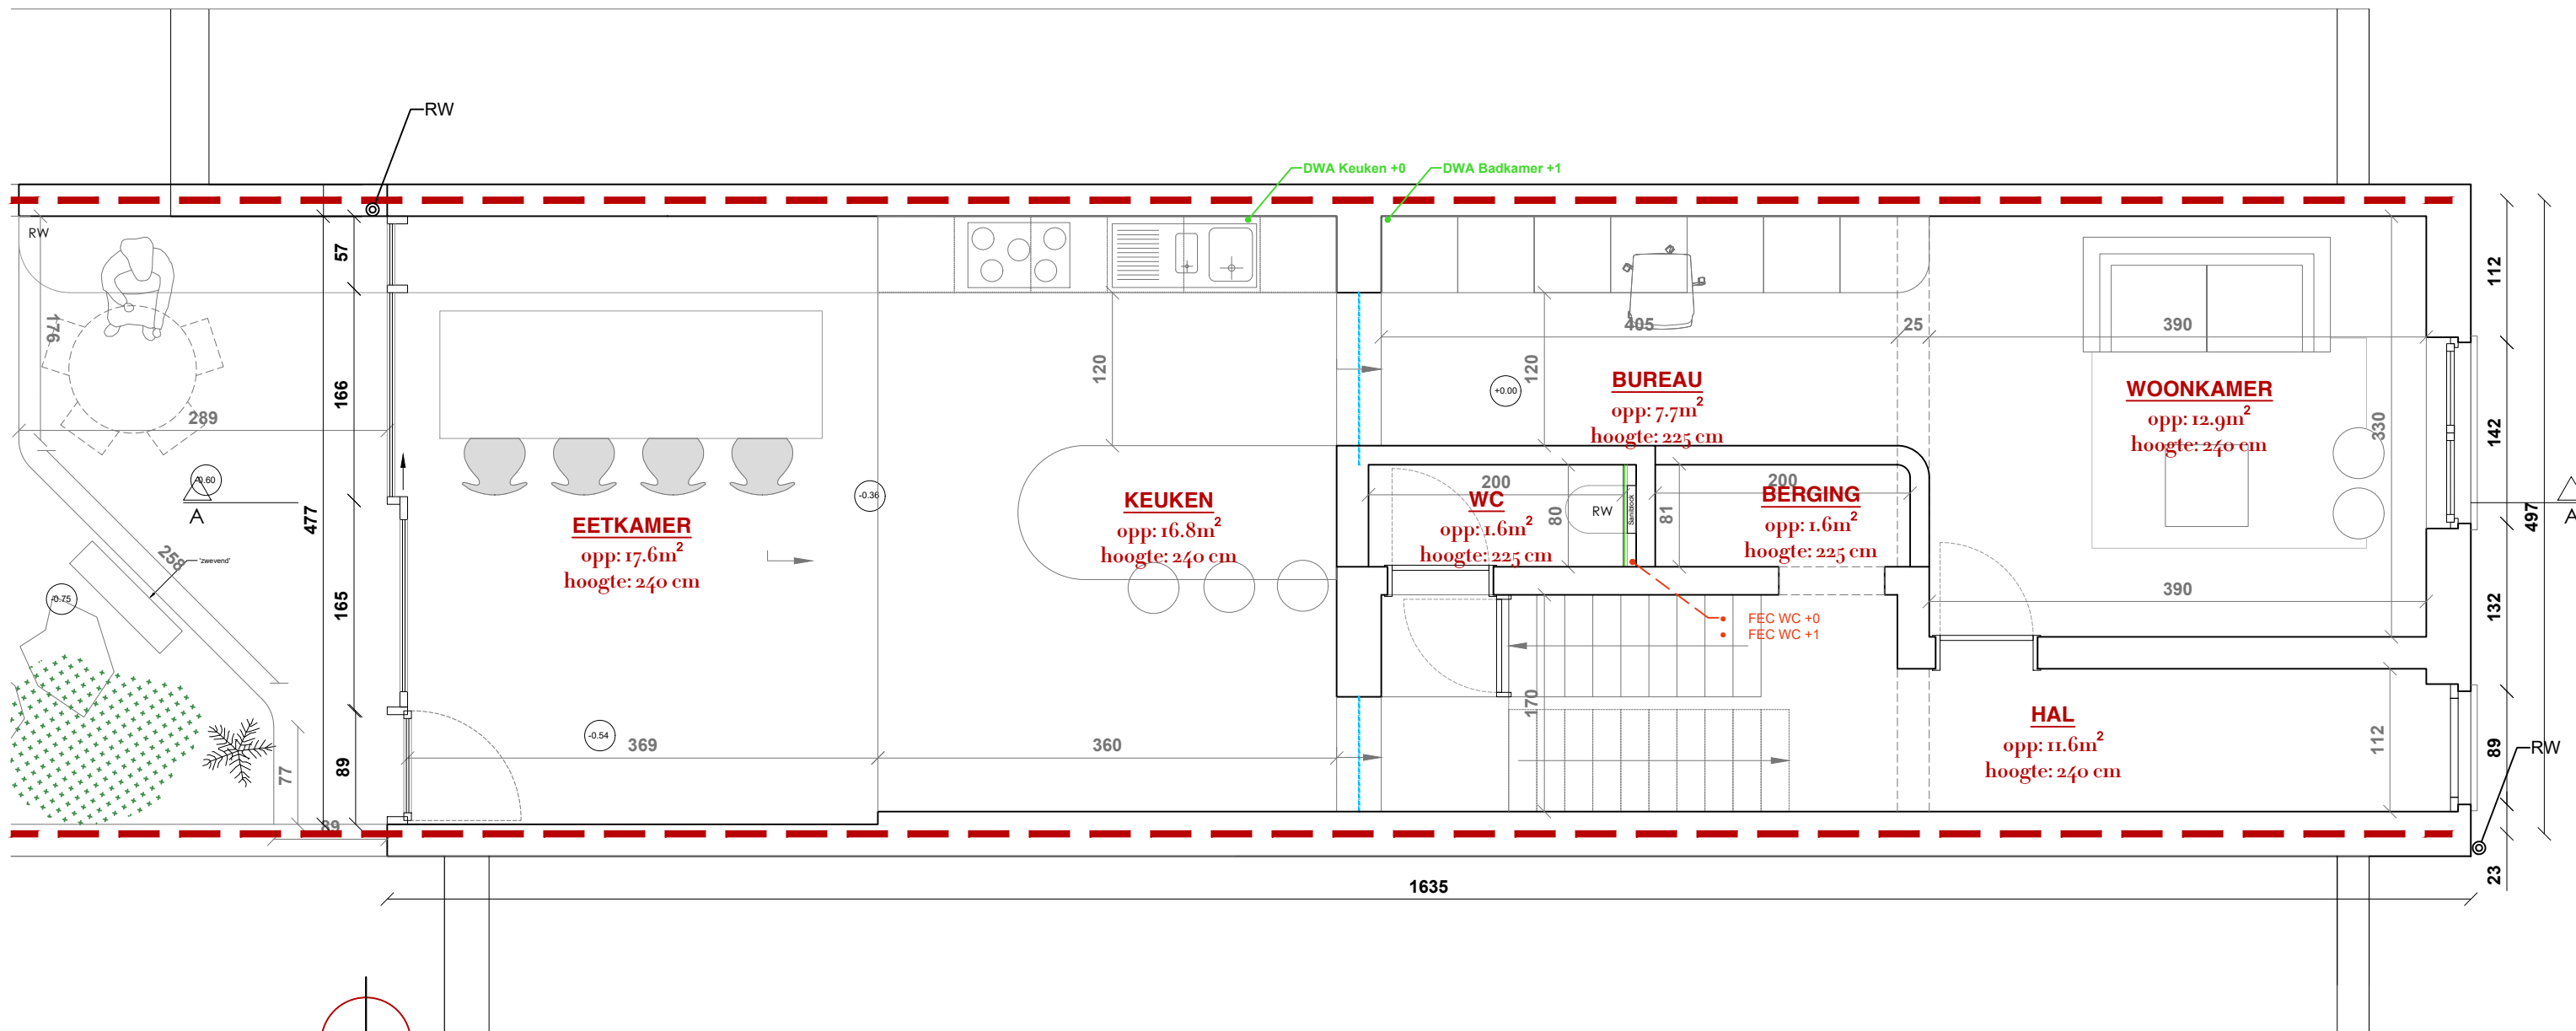 RW
DWA Keuken +0
DWA Badkamer +1
RW
57
176
166
289
477
165
258
'zwevend'
-0.60
A
-0.75
77
89
89
-0.54
369
360
-0.36
120
EETKAMER
opp: 17.6m²
hoogte: 240 cm
KEUKEN
opp: 16.8m²
hoogte: 240 cm
405
25
390
120
+0.00
BUREAU
opp: 7.7m²
hoogte: 225 cm
WOONKAMER
opp: 12.9m²
hoogte: 240 cm
330
200
WC
opp: 1.6m²
hoogte: 225 cm
80
RW
Saniblock
81
200
BERGING
opp: 1.6m²
hoogte: 225 cm
390
FEC WC +0
FEC WC +1
170
HAL
opp: 11.6m²
hoogte: 240 cm
112
112
142
497
A
132
89
RW
23
1635